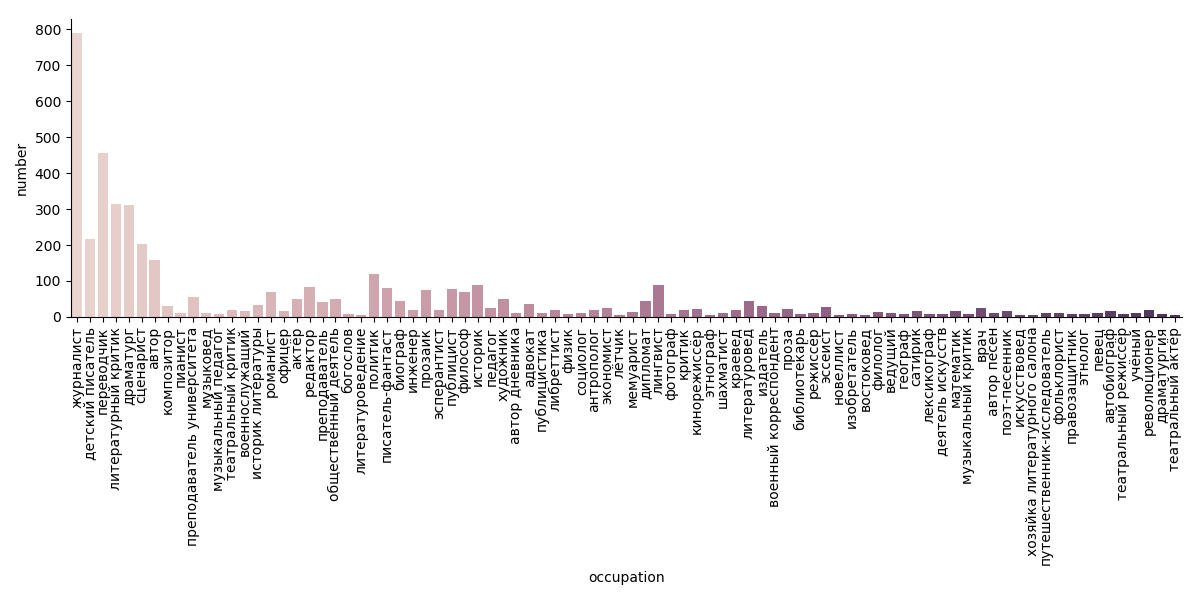 800
700
600
500
400
300
200
100
0
number
журналист
детский писатель
переводчик
литературный критик
драматург
сценарист
автор
композитор
пианист
преподаватель университета
музыковед
музыкальный педагог
театральный критик
военнослужащий
историк литературы
романист
офицер
актёр
редактор
преподаватель
общественный деятель
богослов
литературоведение
политик
писатель-фантаст
биограф
инженер
прозаик
эсперантист
публицист
философ
историк
педагог
художник
автор дневника
адвокат
публицистика
либреттист
физик
социолог
антрополог
экономист
лётчик
мемуарист
дипломат
лингвист
фотограф
критик
кинорежиссёр
этнограф
шахматист
краевед
литературовед
издатель
военный корреспондент
проза
библиотекарь
режиссёр
эссеист
новеллист
изобретатель
востоковед
филолог
ведущий
географ
сатирик
лексикограф
деятель искусств
математик
музыкальный критик
врач
автор песен
поэт-песенник
искусствовед
хозяйка литературного салона
путешественник-исследователь
фольклорист
правозащитник
этнолог
певец
автобиограф
театральный режиссёр
учёный
революционер
драматургия
театральный актёр
occupation